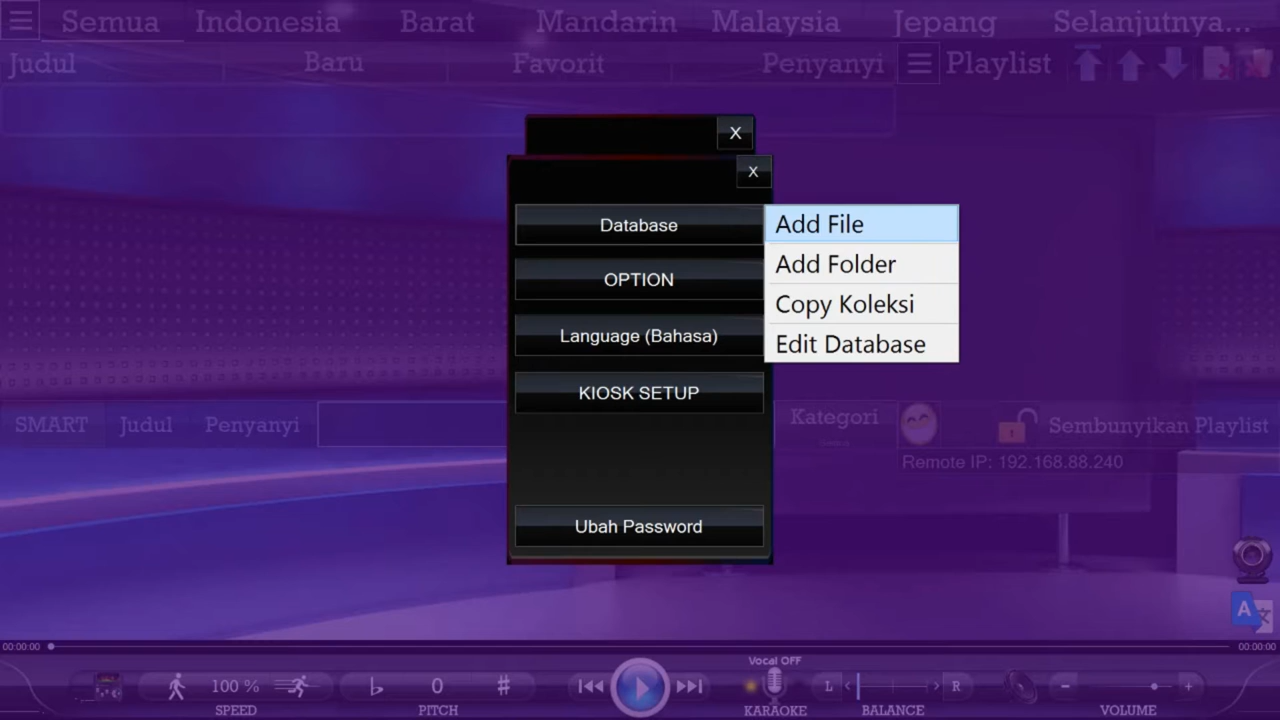 Semua Indonesia Barat Mandarin Malaysia Jepang Selanjutnya...
Judul Baru Favorit Penyanyi Playlist
X
X
Database
Add File
Add Folder
OPTION
Copy Koleksi
Language (Bahasa)
Edit Database
KIOSK SETUP
SMART Judul Penyanyi Kategori Sembunyikan Playlist
Remote IP: 192.168.88.240
Ubah Password
A
00:00:00 00:00:00
Vocal OFF
100 % 0 L < > R - +
SPEED PITCH KARAOKE BALANCE VOLUME